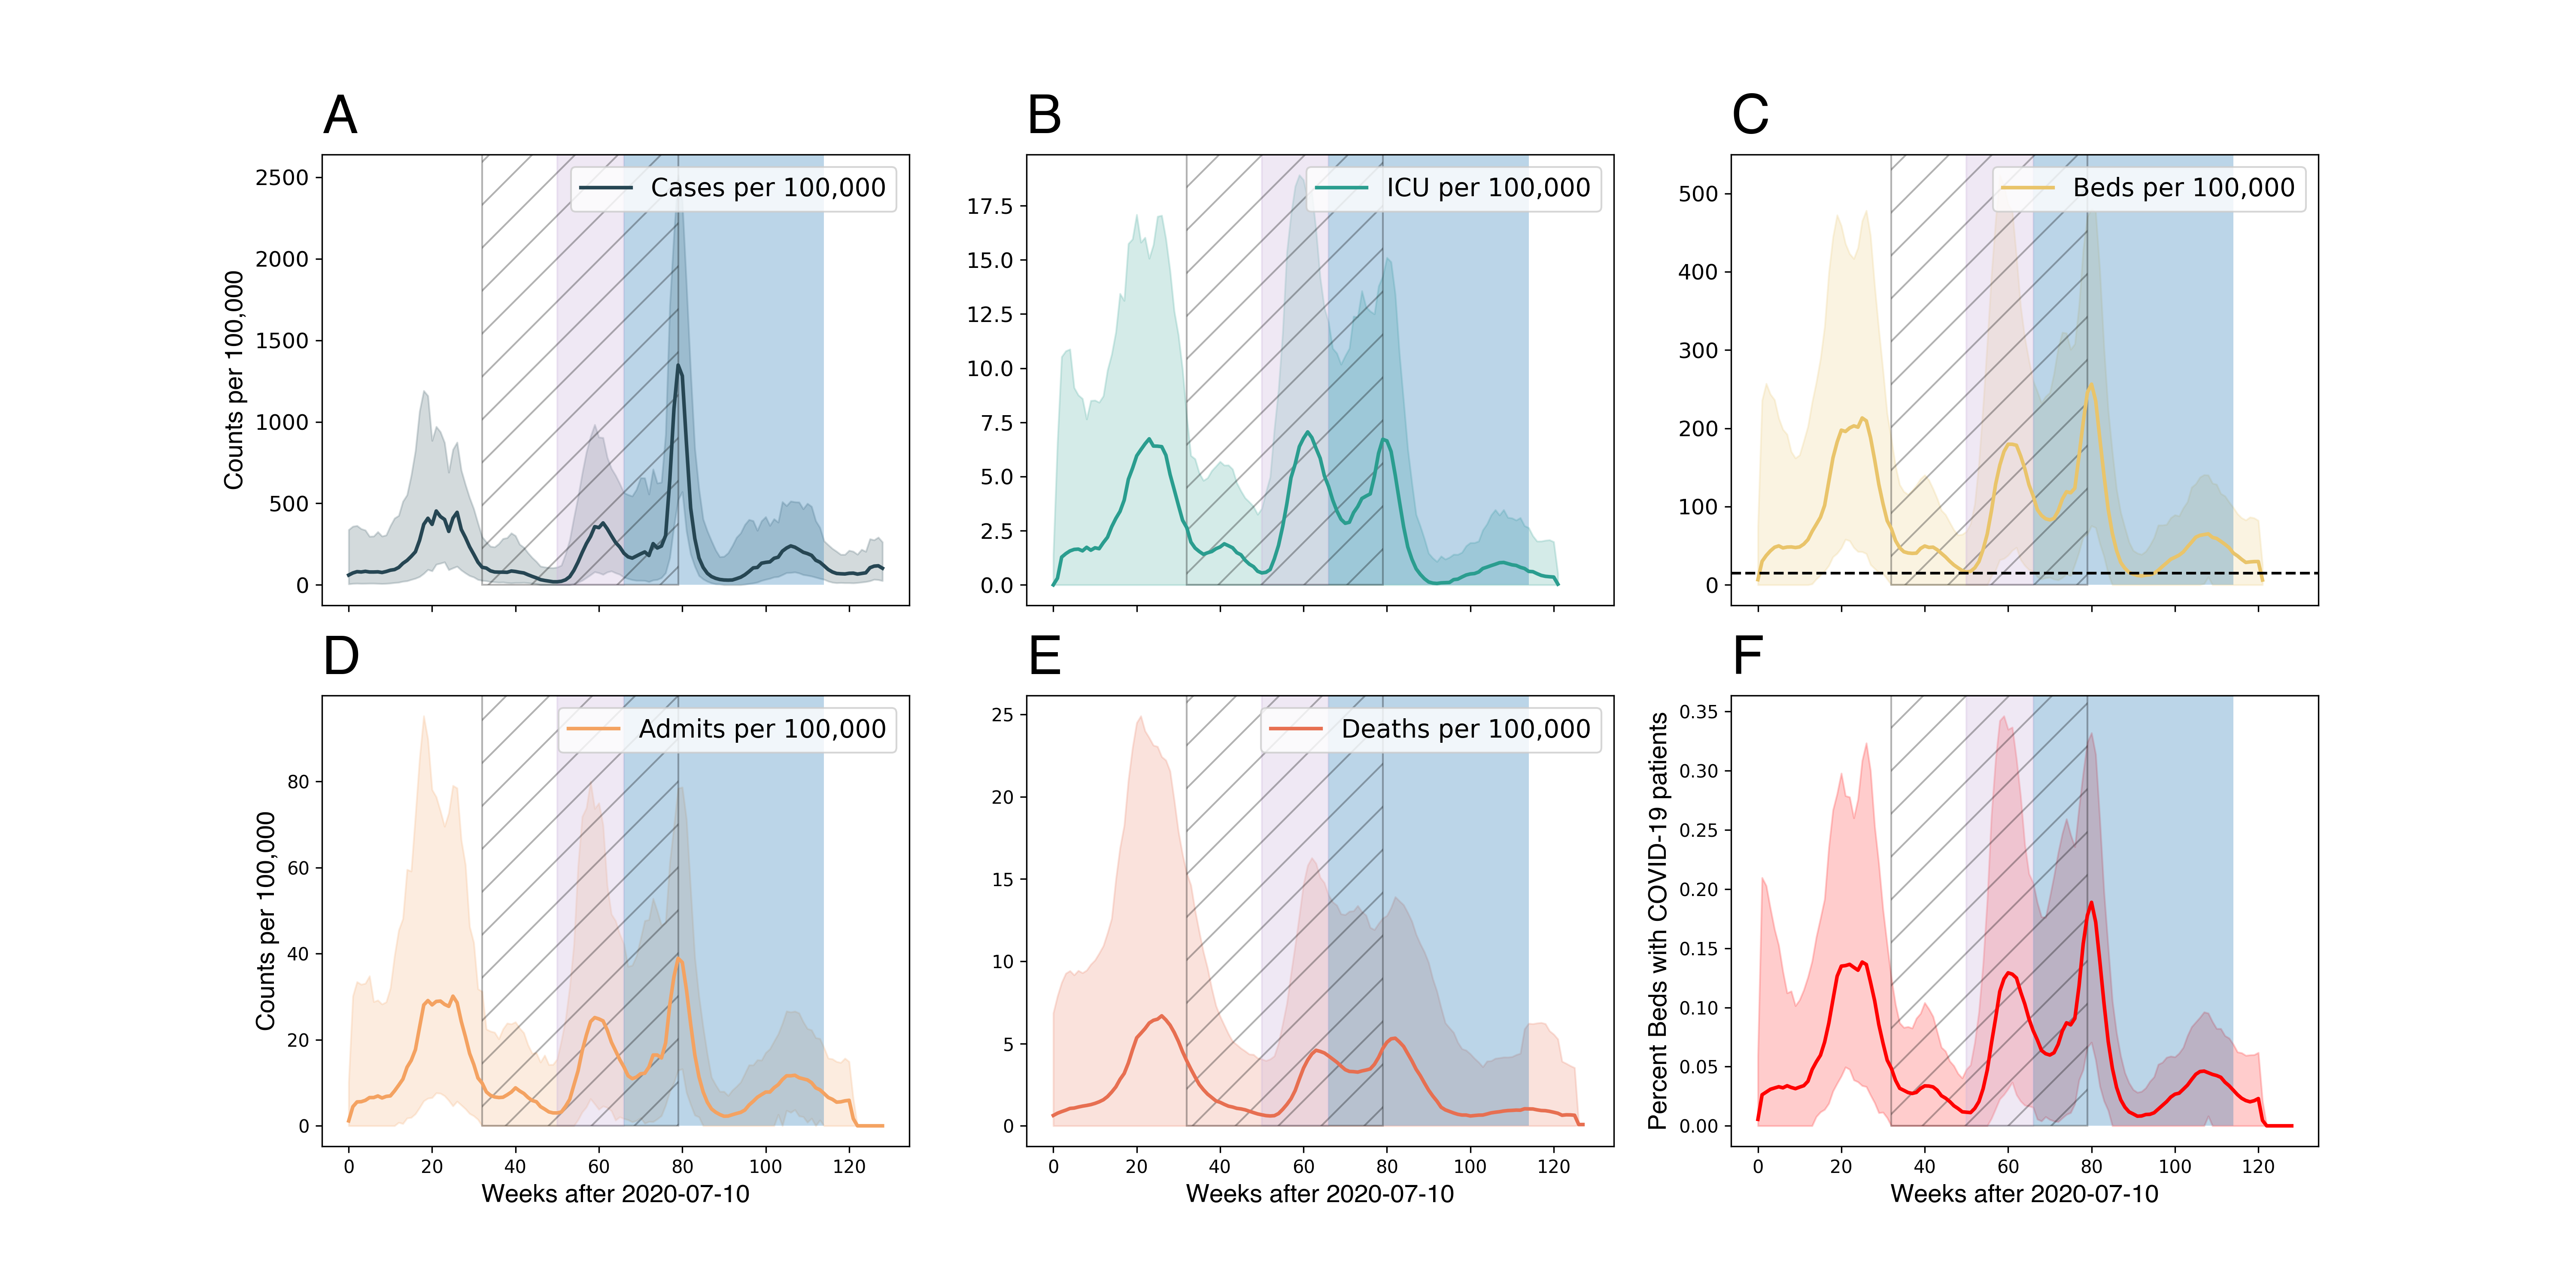 A
B
C
2500
2000
1500
1000
500
0
Counts per 100,000
Cases per 100,000
17.5
15.0
12.5
10.0
7.5
5.0
2.5
0.0
ICU per 100,000
500
400
300
200
100
0
Beds per 100,000
D
E
F
80
60
40
20
0
Counts per 100,000
Admits per 100,000
0 20 40 60 80 100 120
Weeks after 2020-07-10
25
20
15
10
5
0
Deaths per 100,000
0 20 40 60 80 100 120
Weeks after 2020-07-10
0.35
0.30
0.25
0.20
0.15
0.10
0.05
0.00
Percent Beds with COVID-19 patients
0 20 40 60 80 100 120
Weeks after 2020-07-10